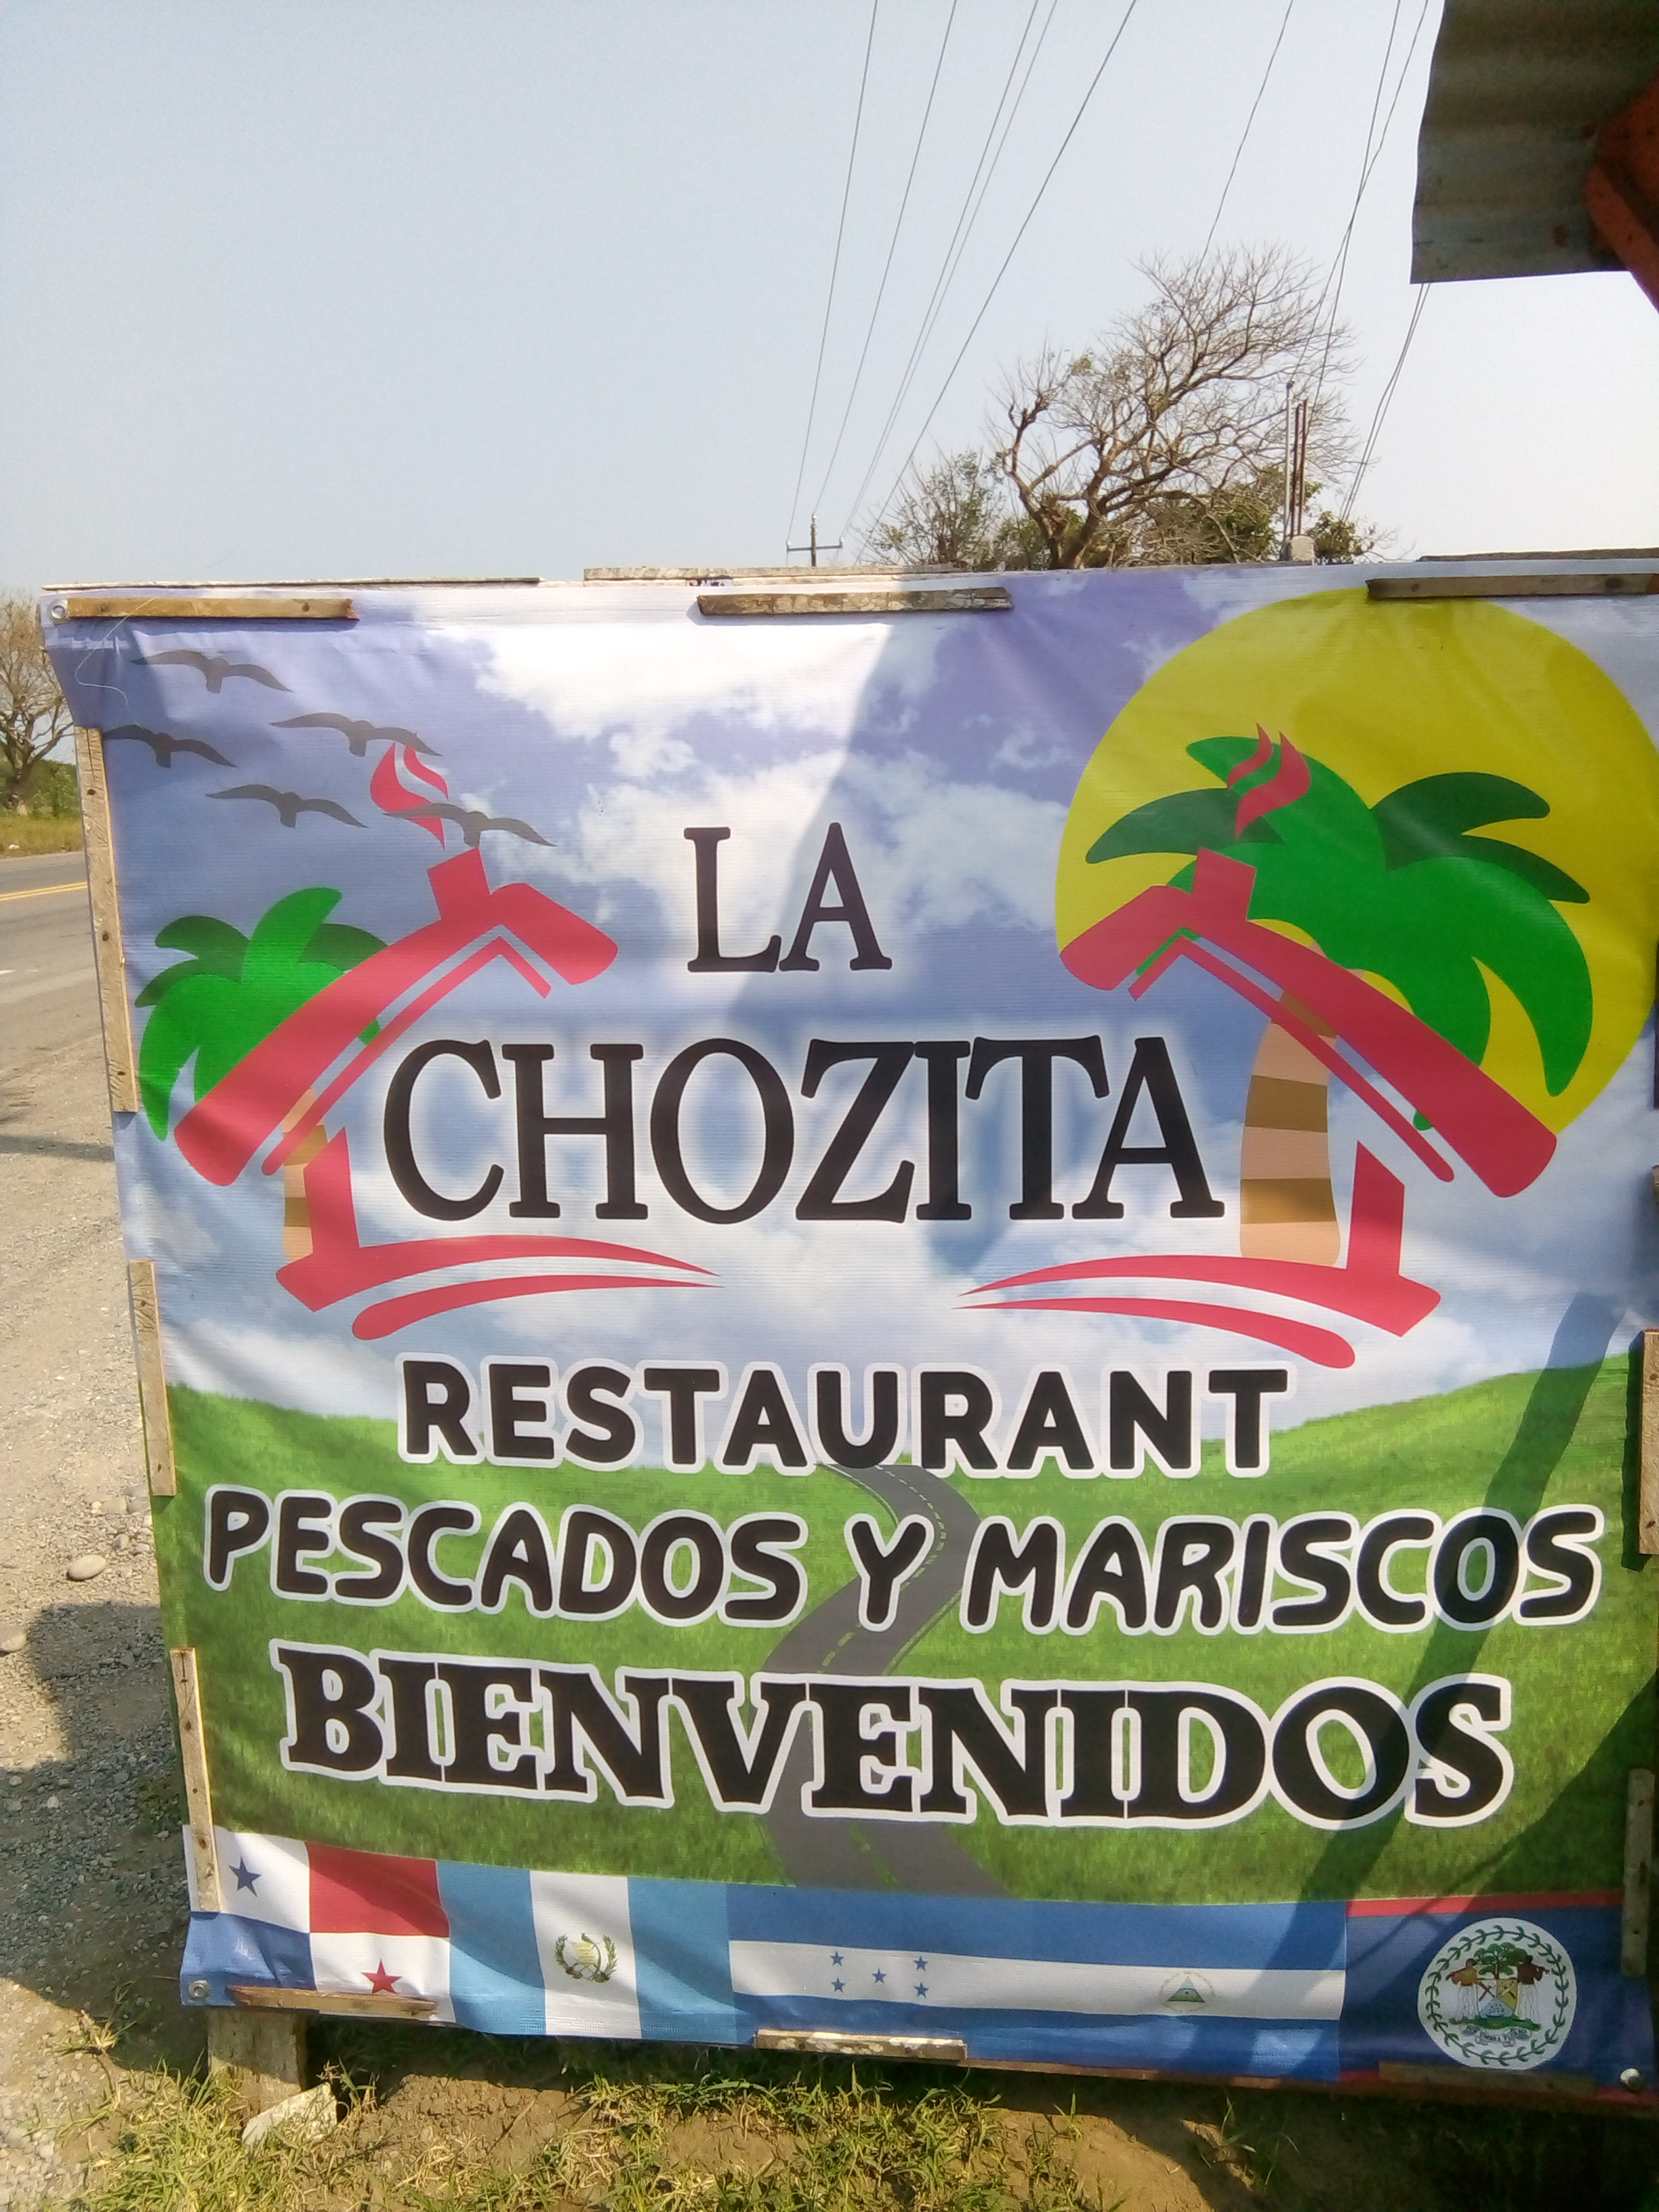 LA
CHOZITA
RESTAURANT
PESCADOS Y MARISCOS
BIENVENIDOS